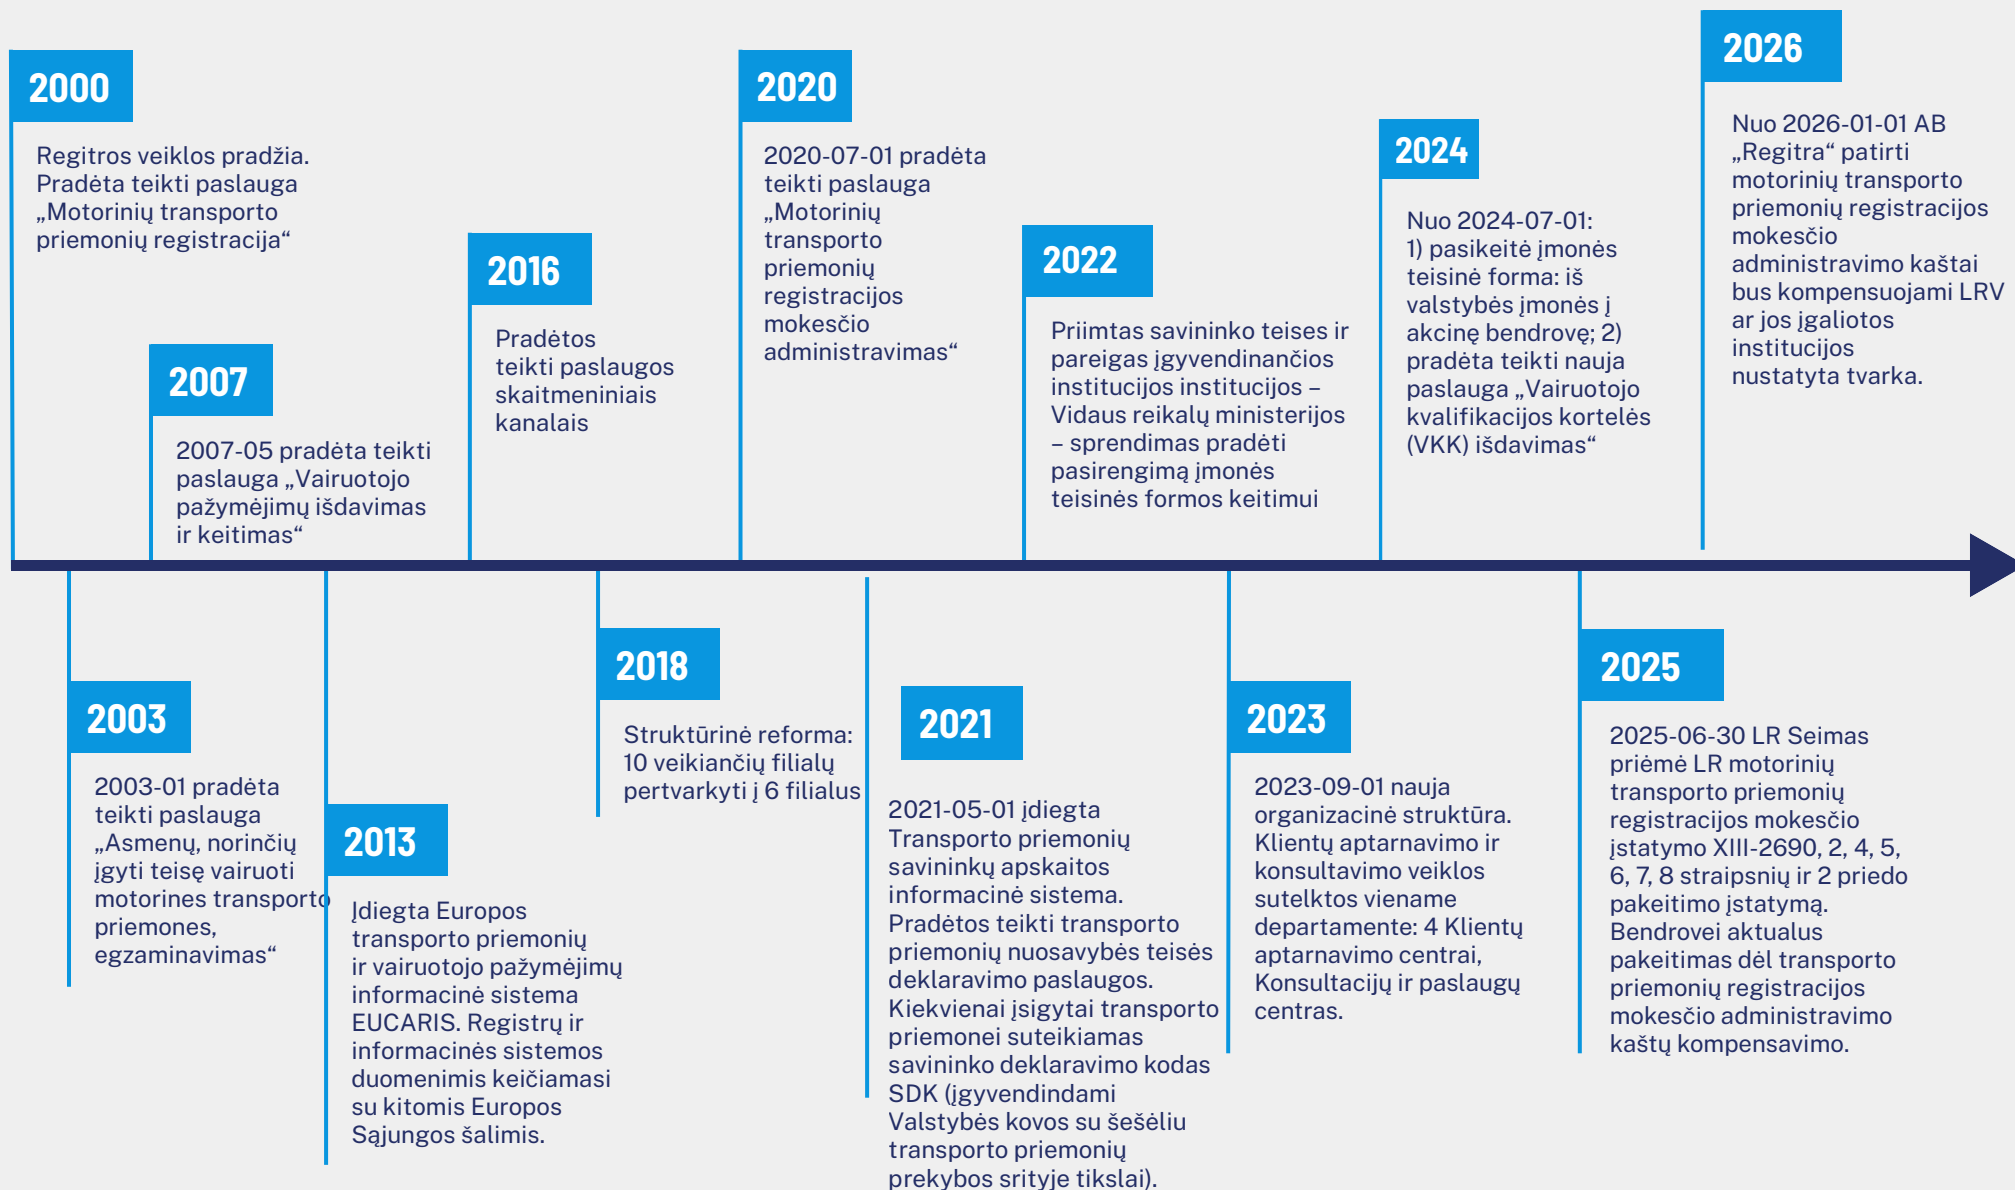 2000
Regitros veiklos pradžia.
Pradėta teikti paslauga
„Motorinių transporto
priemonių registracija“
2003
2003-01 pradėta
teikti paslauga
„Asmenų, norinčių
įgyti teisę vairuoti
motorines transporto
priemones,
egzaminavimas“
2007
2007-05 pradėta teikti
paslauga „Vairuotojo
pažymėjimų išdavimas
ir keitimas“
2013
Įdiegta Europos
transporto priemonių
ir vairuotojo pažymėjimų
informacinė sistema
EUCARIS. Registrų ir
informacinės sistemos
duomenimis keičiamasi
su kitomis Europos
Sąjungos šalimis.
2016
Pradėtos
teikti paslaugos
skaitmeniniais
kanalais
2018
Struktūrinė reforma:
10 veikiančių filialų
pertvarkyti į 6 filialus
2020
2020-07-01 pradėta
teikti paslauga
„Motorinių
transporto
priemonių
registracijos
mokesčio
administravimas“
2021
2021-05-01 įdiegta
Transporto priemonių
savininkų apskaitos
informacinė sistema.
Pradėtos teikti transporto
priemonių nuosavybės teisės
deklaravimo paslaugos.
Kiekvienai įsigytai transporto
priemonei suteikiamas
savininko deklaravimo kodas
SDK (įgyvendindami
Valstybės kovos su šešėliu
transporto priemonių
prekybos srityje tikslai).
2022
Priimtas savininko teises ir
pareigas įgyvendinančios
institucijos institucijos –
Vidaus reikalų ministerijos
– sprendimas pradėti
pasirengimą įmonės
teisinės formos keitimui
2023
2023-09-01 nauja
organizacinė struktūra.
Klientų aptarnavimo ir
konsultavimo veiklos
sutelktos viename
departamente: 4 Klientų
aptarnavimo centrai,
Konsultacijų ir paslaugų
centras.
2024
Nuo 2024-07-01:
1) pasikeitė įmonės
teisinė forma: iš
valstybės įmonės į
akcinę bendrovę; 2)
pradėta teikti nauja
paslauga „Vairuotojo
kvalifikacijos kortelės
(VKK) išdavimas“
2025
2025-06-30 LR Seimas
priėmė LR motorinių
transporto priemonių
registracijos mokesčio
įstatymo XIII-2690, 2, 4, 5,
6, 7, 8 straipsnių ir 2 priedo
pakeitimo įstatymą.
Bendrovei aktualus
pakeitimas dėl transporto
priemonių registracijos
mokesčio administravimo
kaštų kompensavimo.
2026
Nuo 2026-01-01 AB
„Regitra“ patirti
motorinių transporto
priemonių registracijos
mokesčio
administravimo kaštai
bus kompensuojami LRV
ar jos įgaliotos
institucijos
nustatyta tvarka.